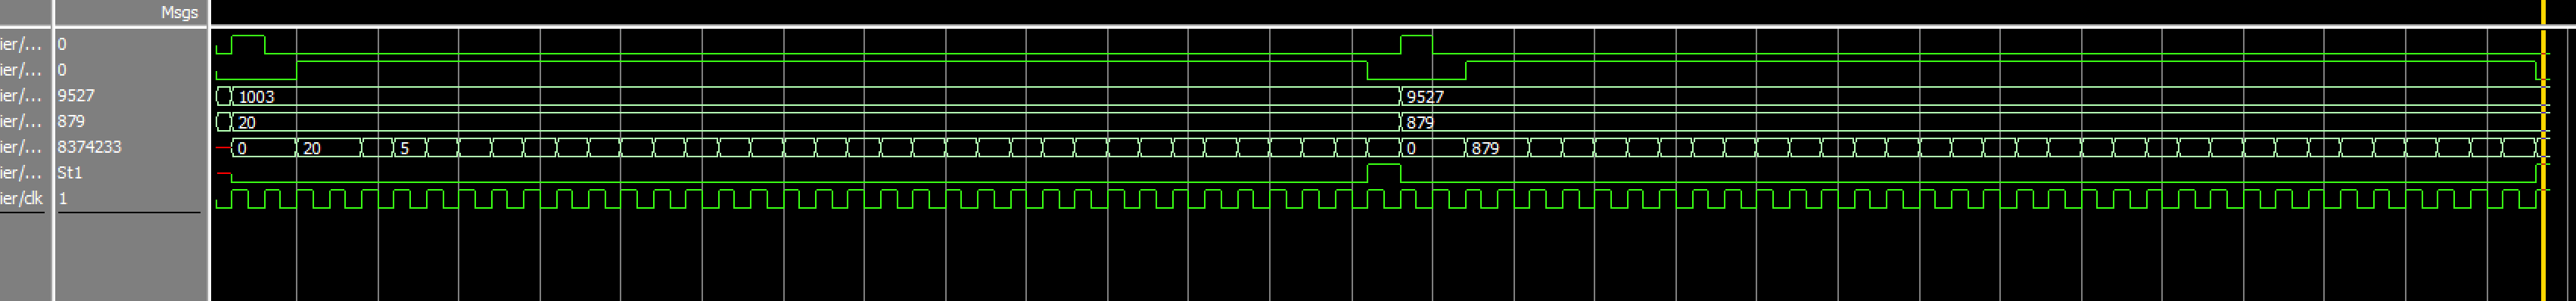 Msgs
ier/... 0
ier/... 0
ier/... 9527 1003 9527
ier/... 879 20 879
ier/... 8374233 0 20 5 0 879
ier/... St1
ier/clk 1